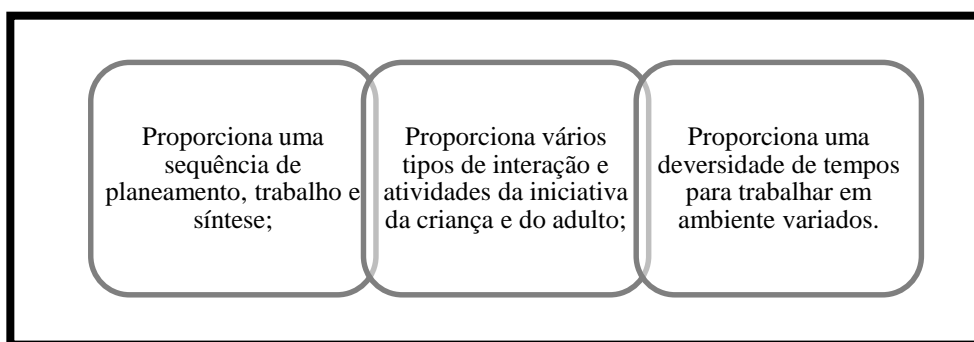 Proporciona uma
sequência de
planeamento, trabalho e
síntese;
Proporciona vários
tipos de interação e
atividades da iniciativa
da criança e do adulto;
Proporciona uma
deversidade de tempos
para trabalhar em
ambiente variados.